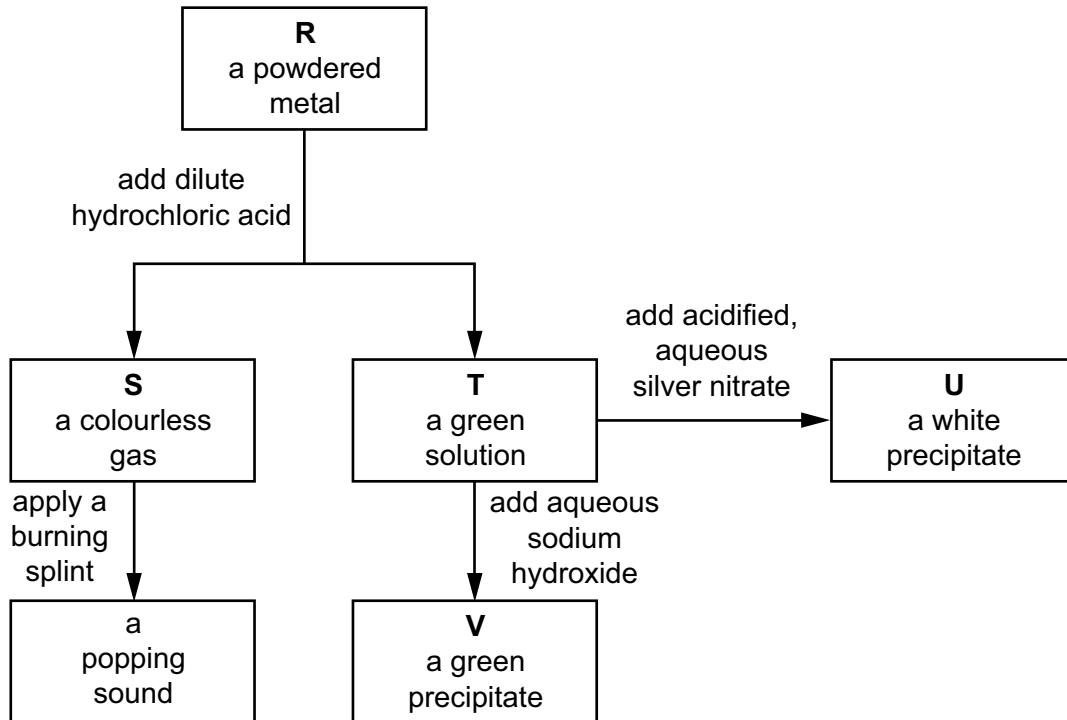 R
a powdered
metal
add dilute
hydrochloric acid
S
a colourless
gas
T
a green
solution
add acidified,
aqueous
silver nitrate
U
a white
precipitate
apply a
burning
splint
add aqueous
sodium
hydroxide
a
popping
sound
V
a green
precipitate